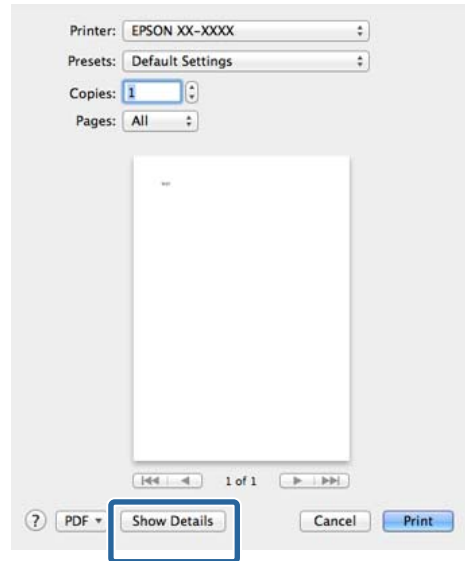 Printer: EPSON XX-XXXX
Presets: Default Settings
Copies: 1
Pages: All
1 of 1
? PDF Show Details Cancel Print